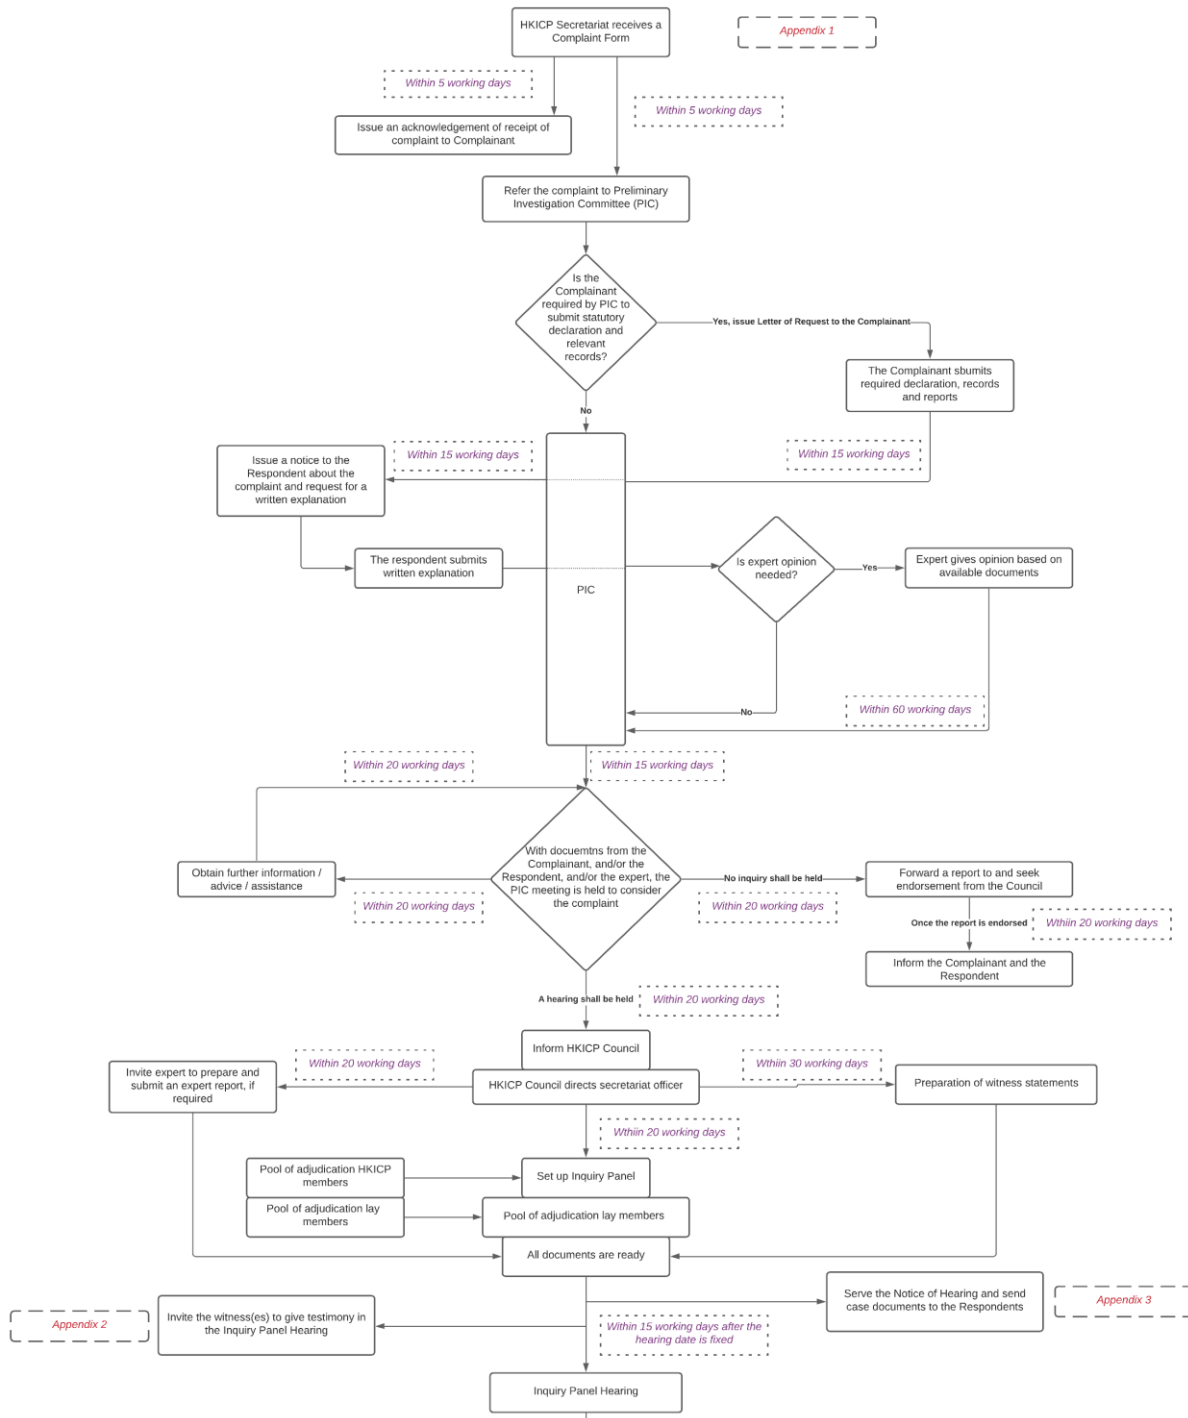 HKICP Secretariat receives a
Complaint Form
Appendix 1
Within 5 working days
Within 5 working days
Issue an acknowledgement of receipt of
complaint to Complainant
Refer the complaint to Preliminary
Investigation Committee (PIC)
Is the
Complainant
required by PIC to
submit statutory
declaration and
relevant
records?
Yes, issue Letter of Request to the Complainant
The Complainant sbumits
required declaration, records
and reports
No
Issue a notice to the
Respondent about the
complaint and request for a
written explanation
Within 15 working days
Within 15 working days
The respondent submits
written explanation
PIC
Is expert opinion
needed?
Yes
Expert gives opinion based on
available documents
No
Within 60 working days
Within 20 working days
Within 15 working days
With docuemtns from the
Complainant, and/or the
Respondent, and/or the expert, the
PIC meeting is held to consider
the complaint
Obtain further information /
advice / assistance
Within 20 working days
No inquiry shall be held
Within 20 working days
Forward a report to and seek
endorsement from the Council
Once the report is endorsed
Wthiin 20 working days
Inform the Complainant and the
Respondent
A hearing shall be held
Within 20 working days
Inform HKICP Council
HKICP Council directs secretariat officer
Within 20 working days
Invite expert to prepare and
submit an expert report, if
required
Wthiin 30 working days
Preparation of witness statements
Wthiin 20 working days
Pool of adjudication HKICP
members
Set up Inquiry Panel
Pool of adjudication lay
members
Pool of adjudication lay members
All documents are ready
Serve the Notice of Hearing and send
case documents to the Respondents
Appendix 3
Appendix 2
Invite the witness(es) to give testimony in
the Inquiry Panel Hearing
Within 15 working days after the
hearing date is fixed
Inquiry Panel Hearing